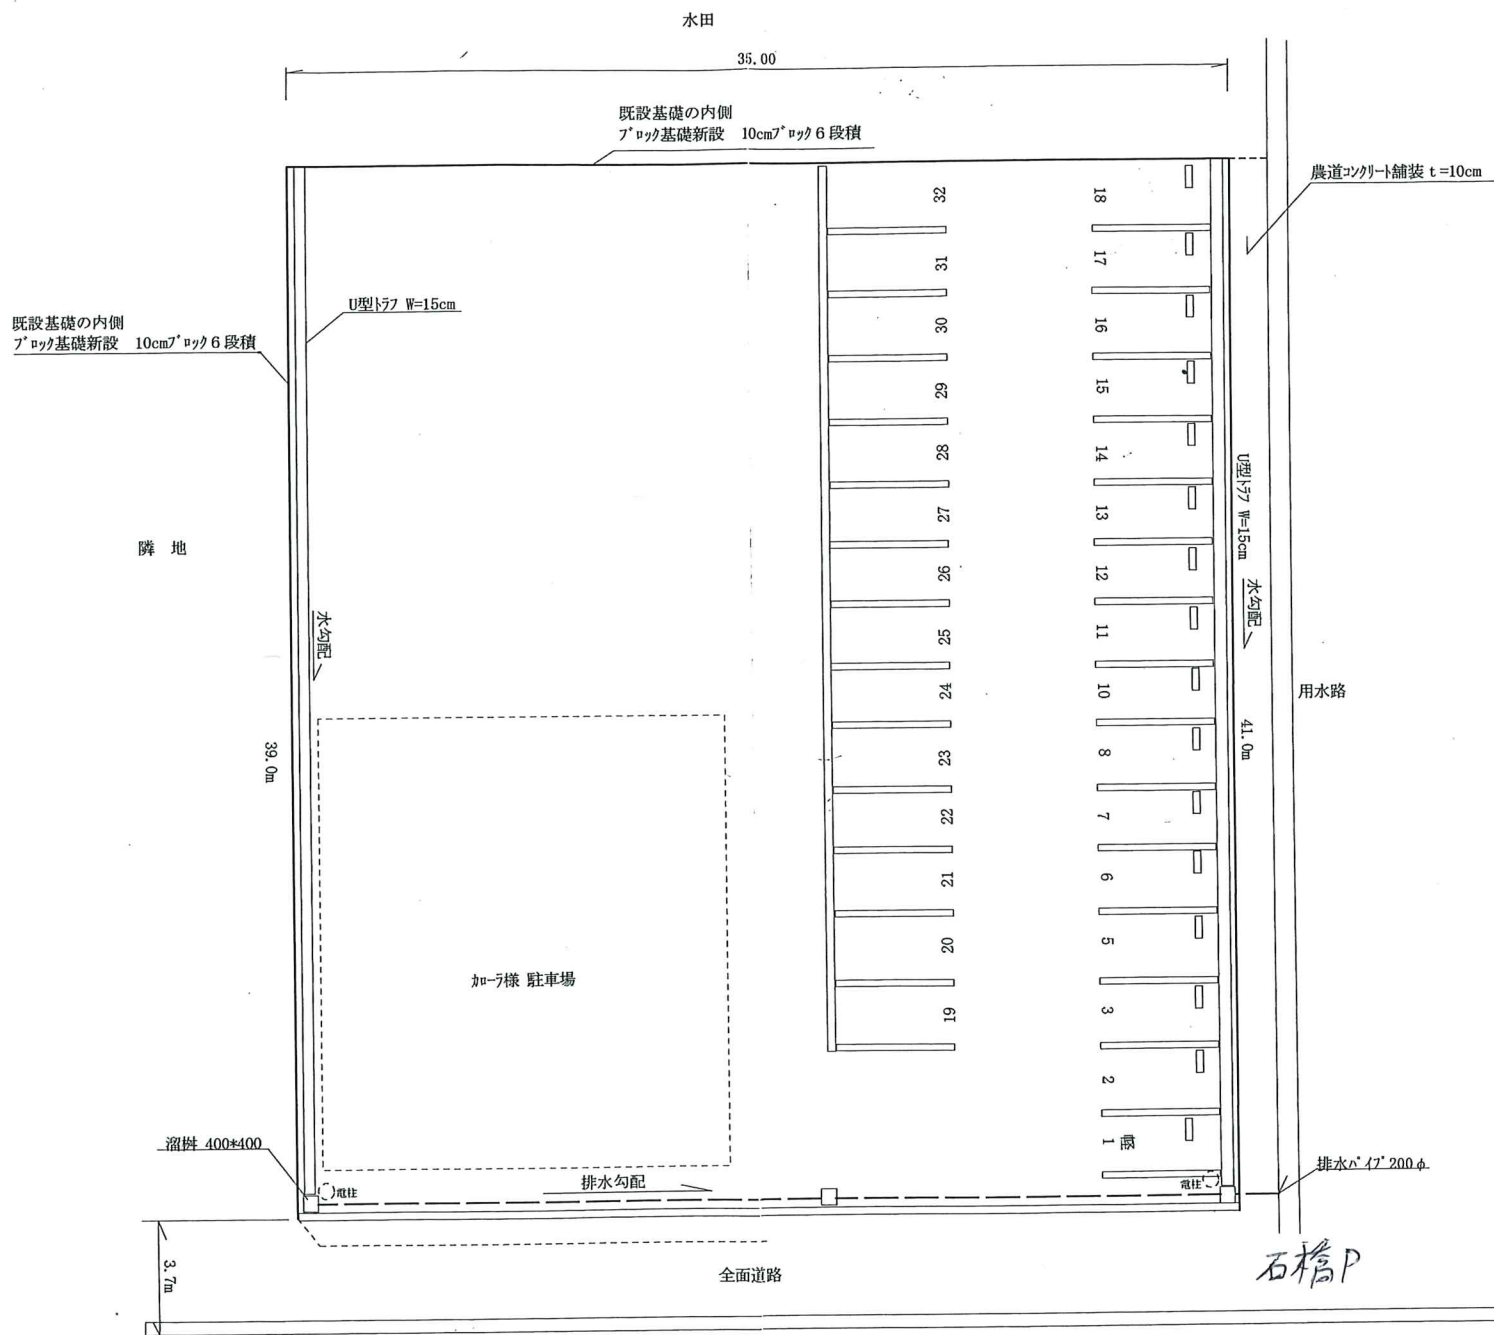 水田
35.00
既設基礎の内側
ブロック基礎新設 10cmブロック6段積
農道コンクリート舗装 t=10cm
U型トラフ W=15cm
既設基礎の内側
ブロック基礎新設 10cmブロック6段積
隣 地
水勾配
39.0m
32
31
30
29
28
27
26
25
24
23
22
21
20
19
18
17
16
15
14
13
12
11
10
8
7
6
5
3
2
1 軽
U型トラフ W=15cm
水勾配
41.0m
用水路
カローラ様 駐車場
溜桝 400*400
電柱
排水勾配
電柱
排水パイプ200φ
3.7m
全面道路
石橋P